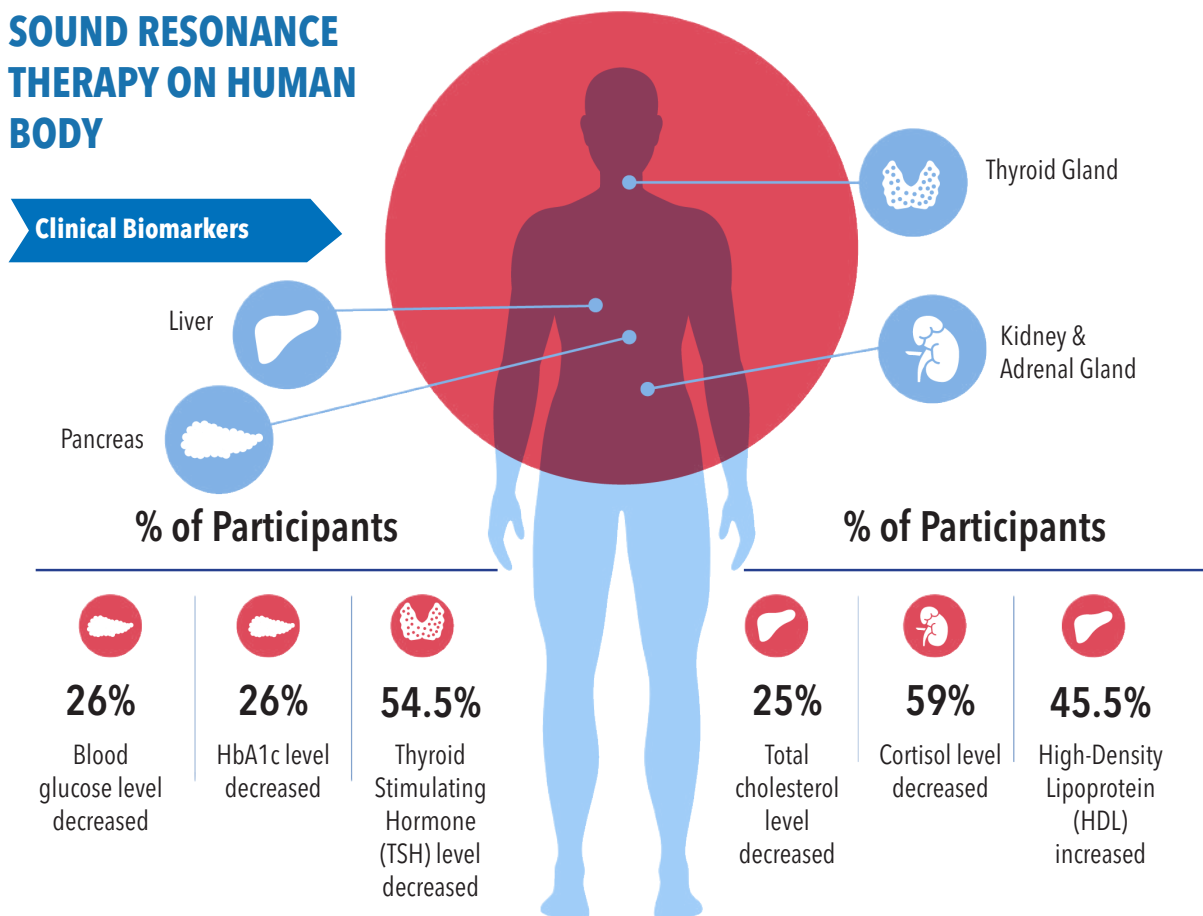 SOUND RESONANCE
THERAPY ON HUMAN
BODY
Clinical Biomarkers
Thyroid Gland
Liver
Kidney &
Adrenal Gland
Pancreas
% of Participants
26%
Blood
glucose level
decreased
26%
HbA1c level
decreased
54.5%
Thyroid
Stimulating
Hormone
(TSH) level
decreased
% of Participants
25%
Total
cholesterol
level
decreased
59%
Cortisol level
decreased
45.5%
High-Density
Lipoprotein
(HDL)
increased